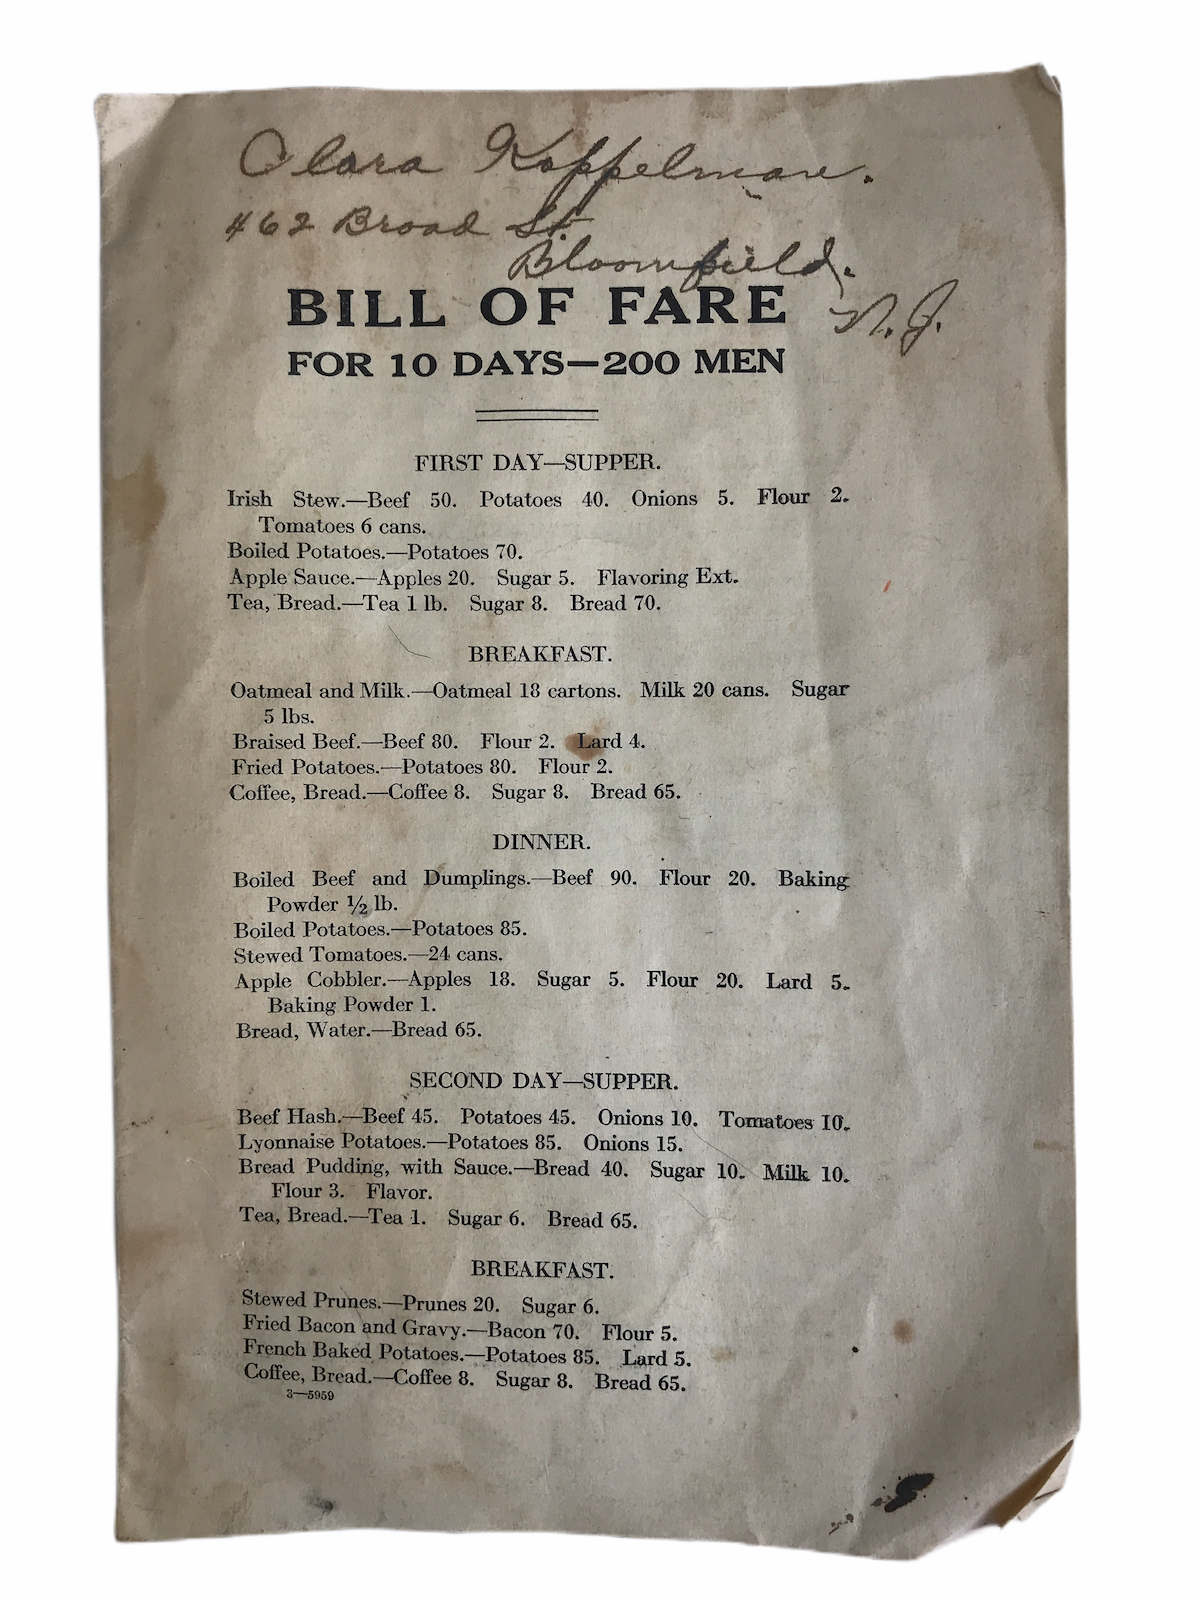 Clara Koppelman.
462 Broad St.
Bloomfield.
N. J.
BILL OF FARE
FOR 10 DAYS—200 MEN
FIRST DAY—SUPPER.
Irish Stew.—Beef 50. Potatoes 40. Onions 5. Flour 2.
Tomatoes 6 cans.
Boiled Potatoes.—Potatoes 70.
Apple Sauce.—Apples 20. Sugar 5. Flavoring Ext.
Tea, Bread.—Tea 1 lb. Sugar 8. Bread 70.
BREAKFAST.
Oatmeal and Milk.—Oatmeal 18 cartons. Milk 20 cans. Sugar
5 lbs.
Braised Beef.—Beef 80. Flour 2. Lard 4.
Fried Potatoes.—Potatoes 80. Flour 2.
Coffee, Bread.—Coffee 8. Sugar 8. Bread 65.
DINNER.
Boiled Beef and Dumplings.—Beef 90. Flour 20. Baking
Powder ½ lb.
Boiled Potatoes.—Potatoes 85.
Stewed Tomatoes.—24 cans.
Apple Cobbler.—Apples 18. Sugar 5. Flour 20. Lard 5.
Baking Powder 1.
Bread, Water.—Bread 65.
SECOND DAY—SUPPER.
Beef Hash.—Beef 45. Potatoes 45. Onions 10. Tomatoes 10.
Lyonnaise Potatoes.—Potatoes 85. Onions 15.
Bread Pudding, with Sauce.—Bread 40. Sugar 10. Milk 10.
Flour 3. Flavor.
Tea, Bread.—Tea 1. Sugar 6. Bread 65.
BREAKFAST.
Stewed Prunes.—Prunes 20. Sugar 6.
Fried Bacon and Gravy.—Bacon 70. Flour 5.
French Baked Potatoes.—Potatoes 85. Lard 5.
Coffee, Bread.—Coffee 8. Sugar 8. Bread 65.
3—5959